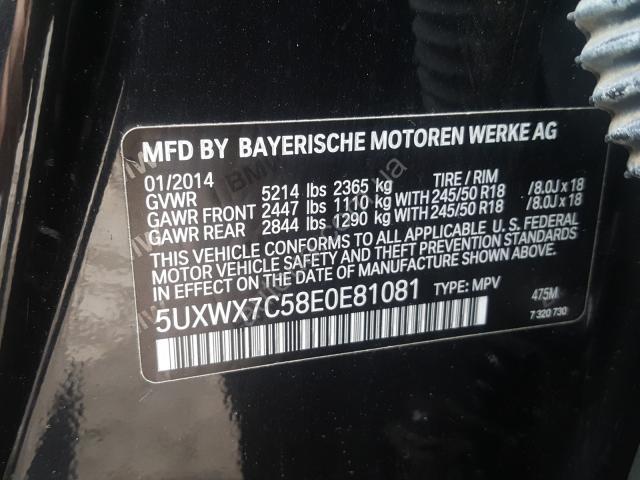 MFD BY BAYERISCHE MOTOREN WERKE AG
01/2014 TIRE / RIM
GVWR 5214 lbs 2365 kg
GAWR FRONT 2447 lbs 1110 kg WITH 245/50 R18 /8.0J x 18
GAWR REAR 2844 lbs 1290 kg WITH 245/50 R18 /8.0J x 18
THIS VEHICLE CONFORMS TO ALL APPLICABLE U. S. FEDERAL
MOTOR VEHICLE SAFETY AND THEFT PREVENTION STANDARDS
IN EFFECT ON THE DATE OF MANUFACTURE SHOWN ABOVE.
5UXWX7C58E0E81081 TYPE: MPV 475M
7 320 730